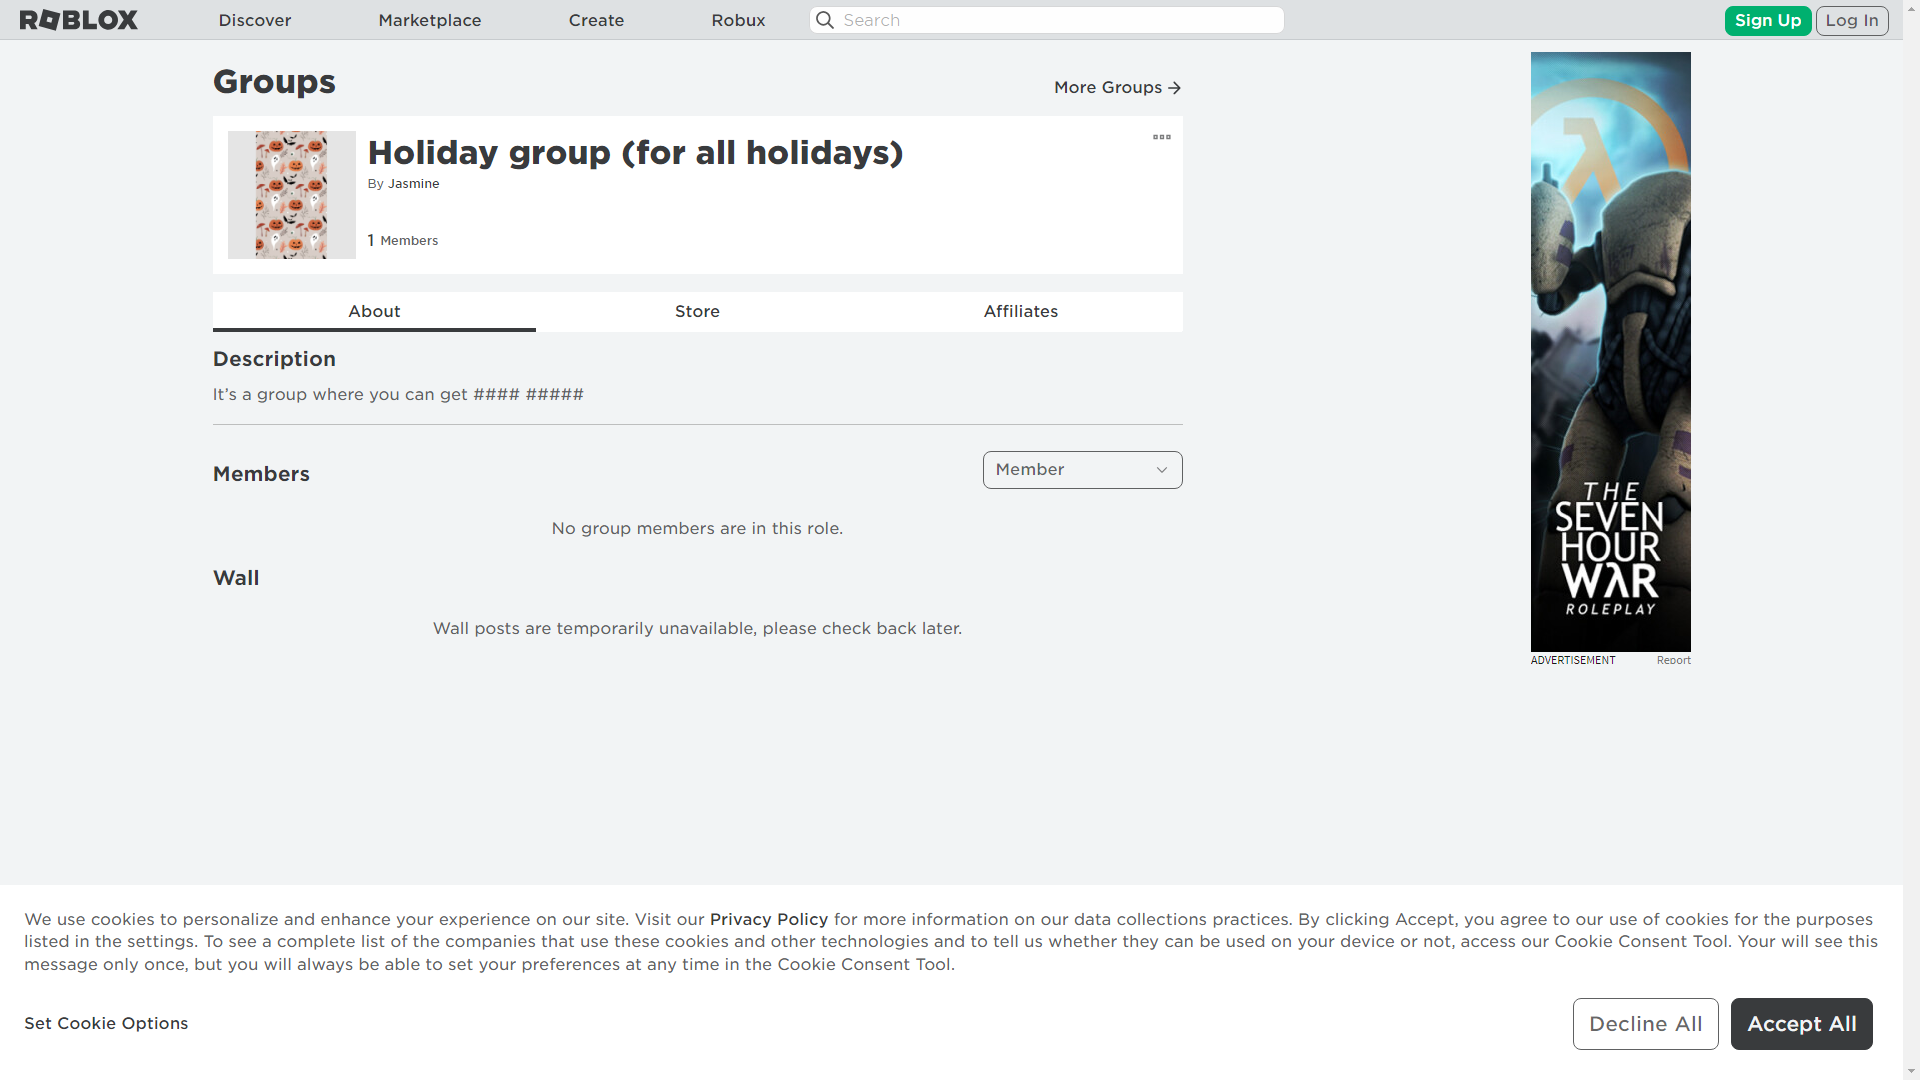 ROBLOX Discover Marketplace Create Robux Search Sign Up Log In
Groups
More Groups
Holiday group (for all holidays)
By Jasmine
1 Members
About Store Affiliates
Description
It’s a group where you can get #### #####
Members
Member
No group members are in this role.
Wall
Wall posts are temporarily unavailable, please check back later.
THE
SEVEN
HOUR
WλR
ROLEPLAY
ADVERTISEMENT Report
We use cookies to personalize and enhance your experience on our site. Visit our Privacy Policy for more information on our data collections practices. By clicking Accept, you agree to our use of cookies for the purposes
listed in the settings. To see a complete list of the companies that use these cookies and other technologies and to tell us whether they can be used on your device or not, access our Cookie Consent Tool. Your will see this
message only once, but you will always be able to set your preferences at any time in the Cookie Consent Tool.
Set Cookie Options
Decline All
Accept All